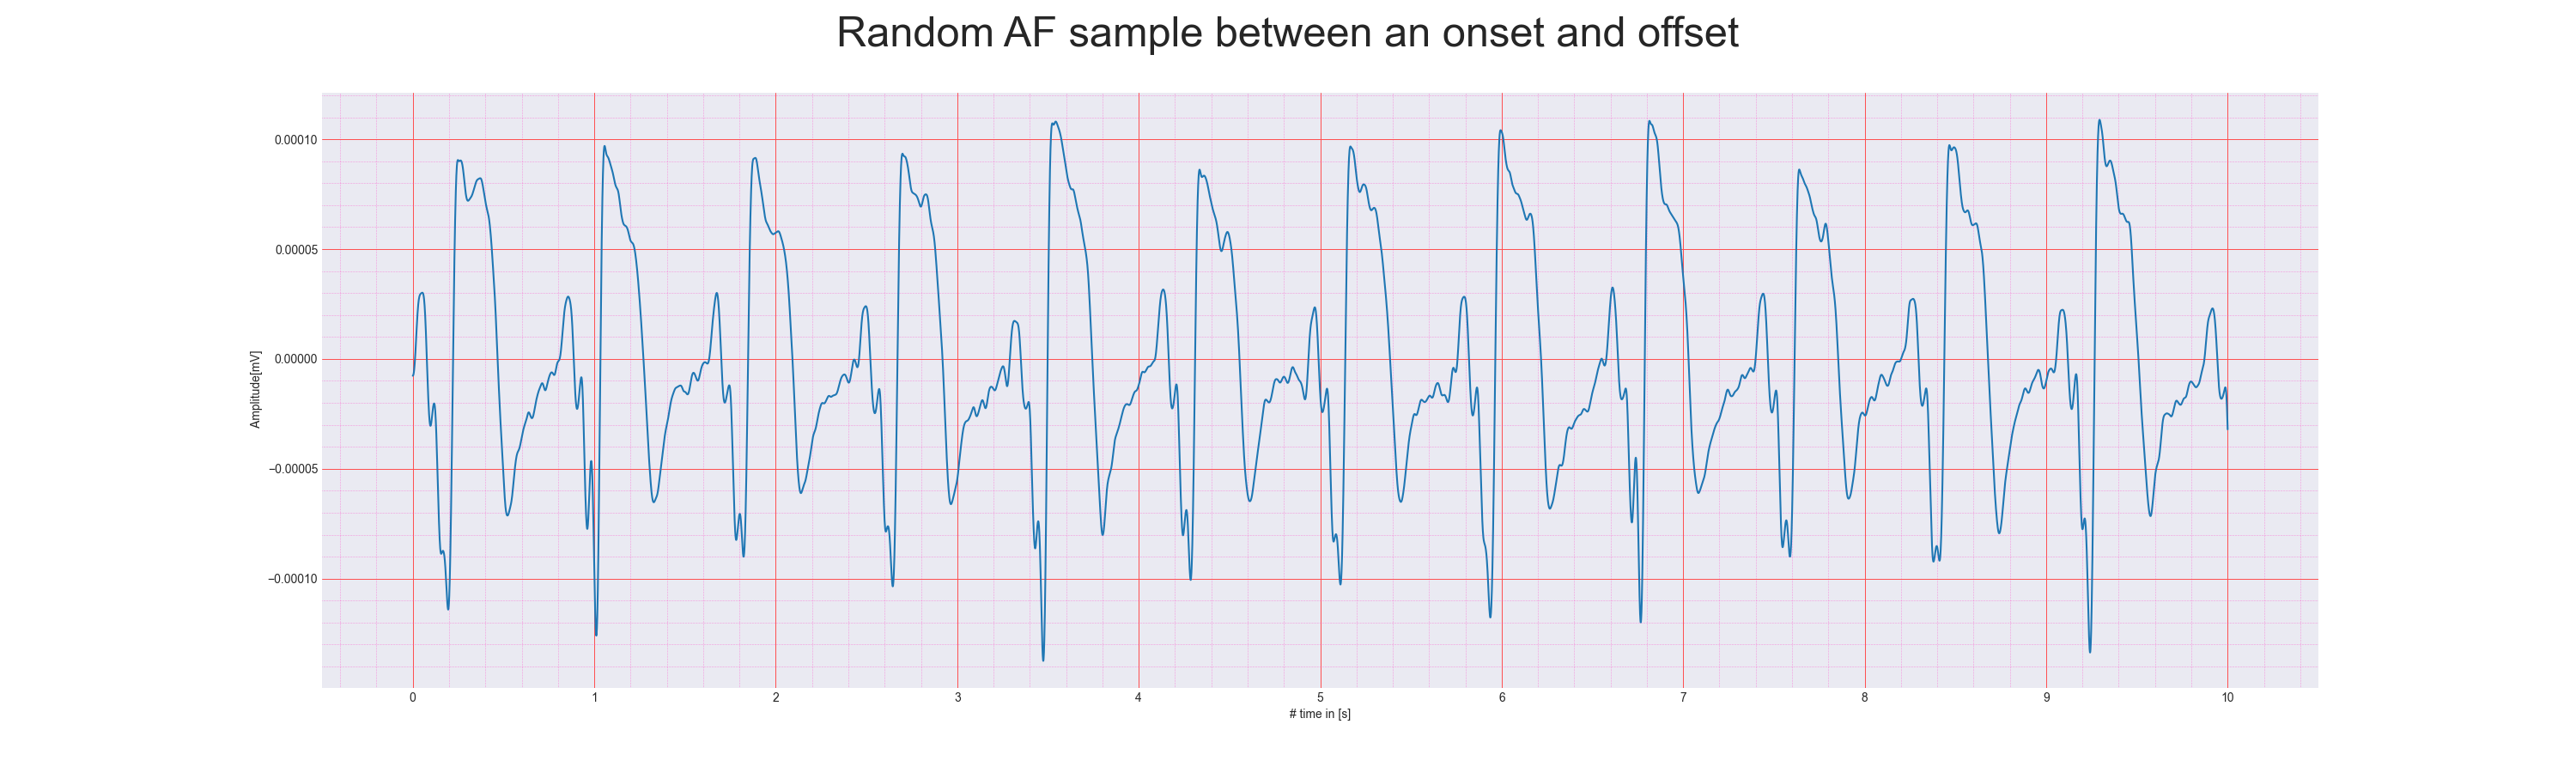 Random AF sample between an onset and offset
0.00010
0.00005
0.00000
−0.00005
−0.00010
Amplitude[mV]
0 1 2 3 4 5 6 7 8 9 10
# time in [s]